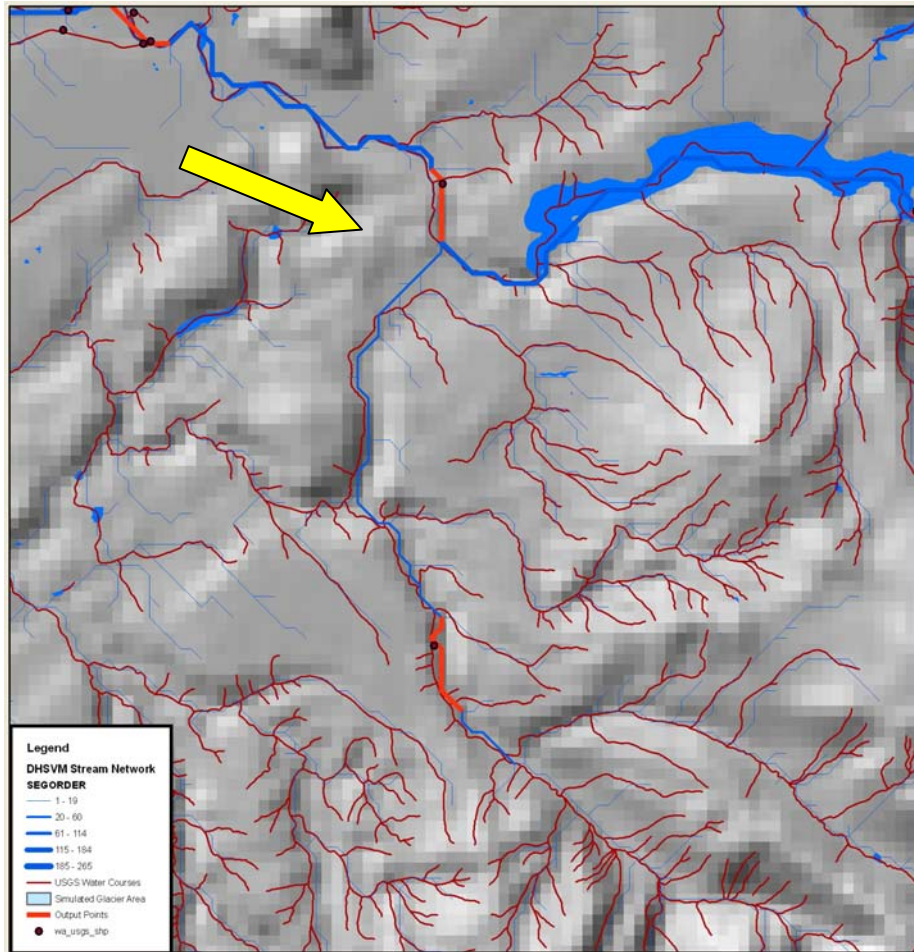 Legend
DHSVM Stream Network
SEGORDER
1 - 19
20 - 60
61 - 114
115 - 184
185 - 265
USGS Water Courses
Simulated Glacier Area
Output Points
wa_usgs_shp